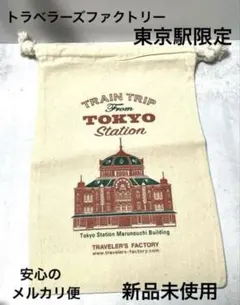 トラベラーズファクトリー
東京駅限定
TRAIN TRIP
From
TOKYO
Station
Tokyo Station Marunouchi Building
TRAVELER'S FACTORY
www.travelers-factory.com
安心の
メルカリ便
新品未使用